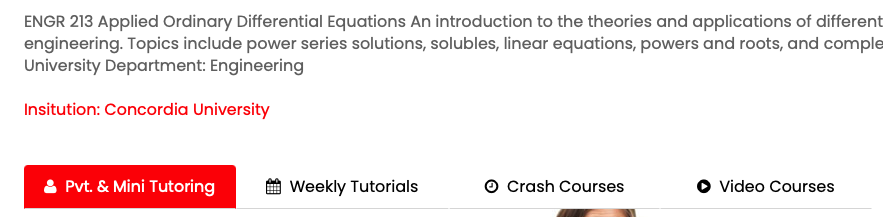 ENGR 213 Applied Ordinary Differential Equations An introduction to the theories and applications of different
engineering. Topics include power series solutions, solubles, linear equations, powers and roots, and comple
University Department: Engineering
Insitution: Concordia University
Pvt. & Mini Tutoring Weekly Tutorials Crash Courses Video Courses